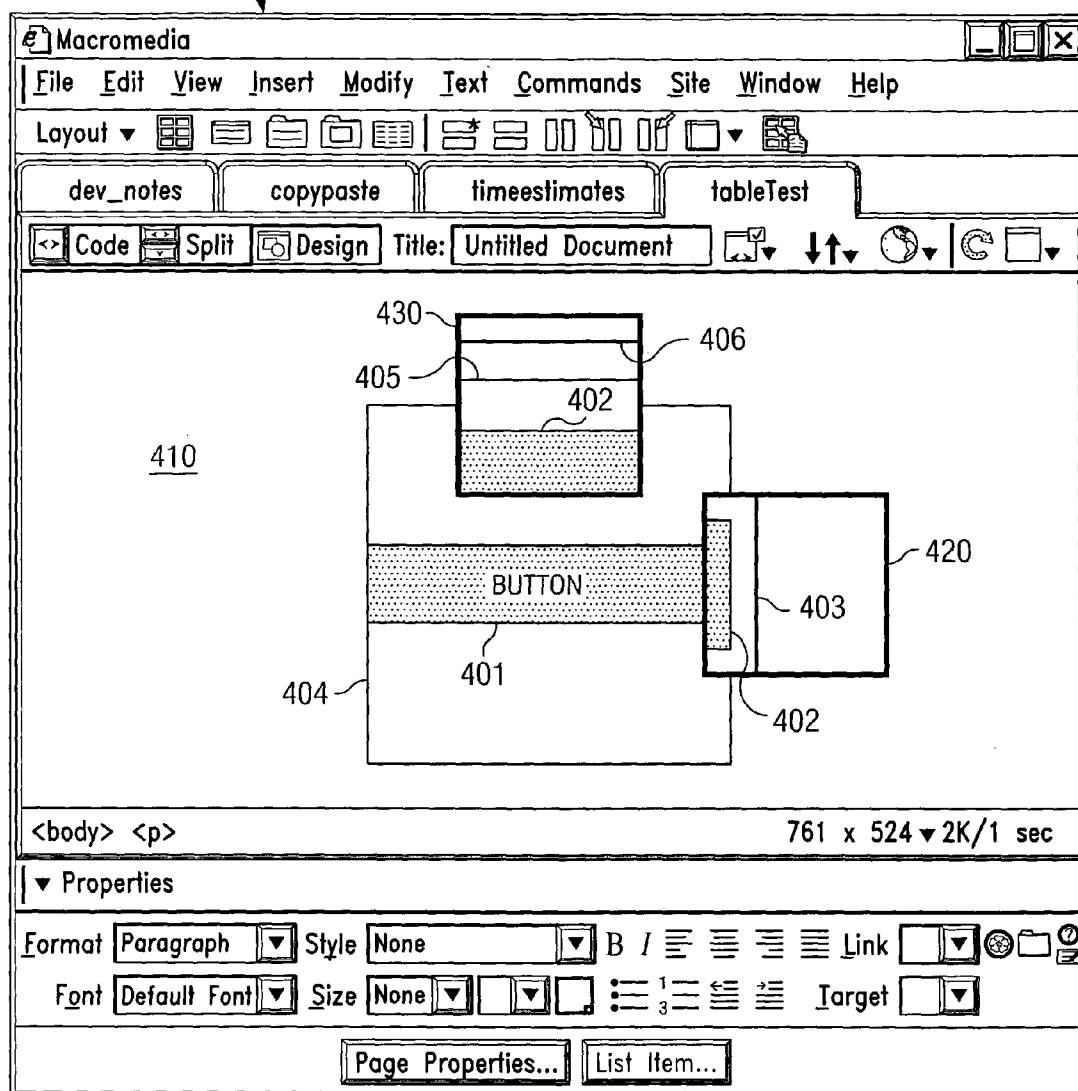 Macromedia
File Edit View Insert Modify Text Commands Site Window Help
Layout
dev_notes copypaste timeestimates tableTest
Code Split Design Title: Untitled Document
430
406
405
402
410
420
BUTTON
403
401
404
402
<body> <p> 761 x 524 2K/1 sec
Properties
Format Paragraph Style None B I Link
Font Default Font Size None 1 3 Target
Page Properties... List Item...